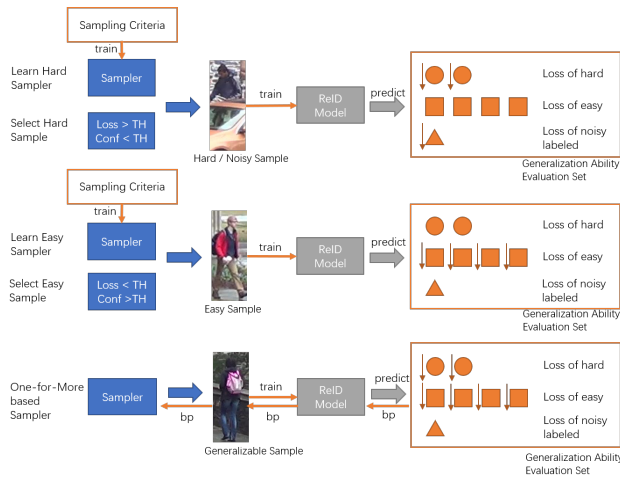 Sampling Criteria
train
Learn Hard
Sampler
Sampler
Select Hard
Sample
Loss > TH
Conf < TH
Hard / Noisy Sample
train
ReID
Model
predict
Loss of hard
Loss of easy
Loss of noisy
labeled
Generalization Ability
Evaluation Set
Sampling Criteria
train
Learn Easy
Sampler
Sampler
Select Easy
Sample
Loss < TH
Conf >TH
Easy Sample
train
ReID
Model
predict
Loss of hard
Loss of easy
Loss of noisy
labeled
Generalization Ability
Evaluation Set
One-for-More
based
Sampler
Sampler
bp
Generalizable Sample
train
bp
ReID
Model
predict
bp
Loss of hard
Loss of easy
Loss of noisy
labeled
Generalization Ability
Evaluation Set